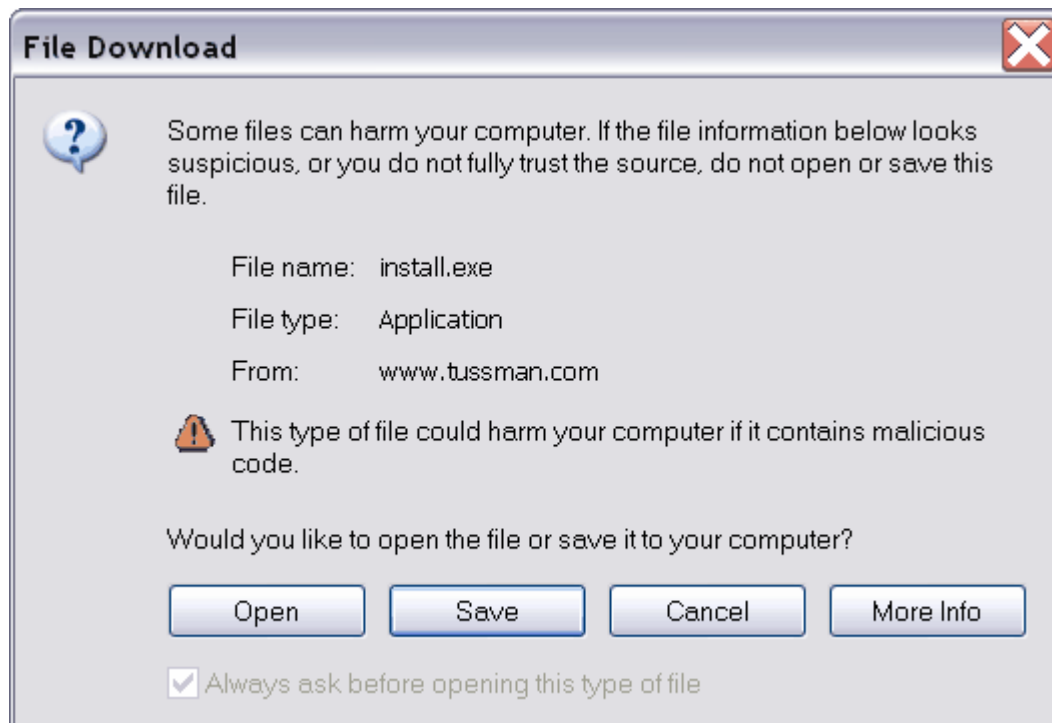 File Download
Some files can harm your computer. If the file information below looks
suspicious, or you do not fully trust the source, do not open or save this
file.
File name: install.exe
File type: Application
From: www.tussman.com
This type of file could harm your computer if it contains malicious
code.
Would you like to open the file or save it to your computer?
Open Save Cancel More Info
Always ask before opening this type of file